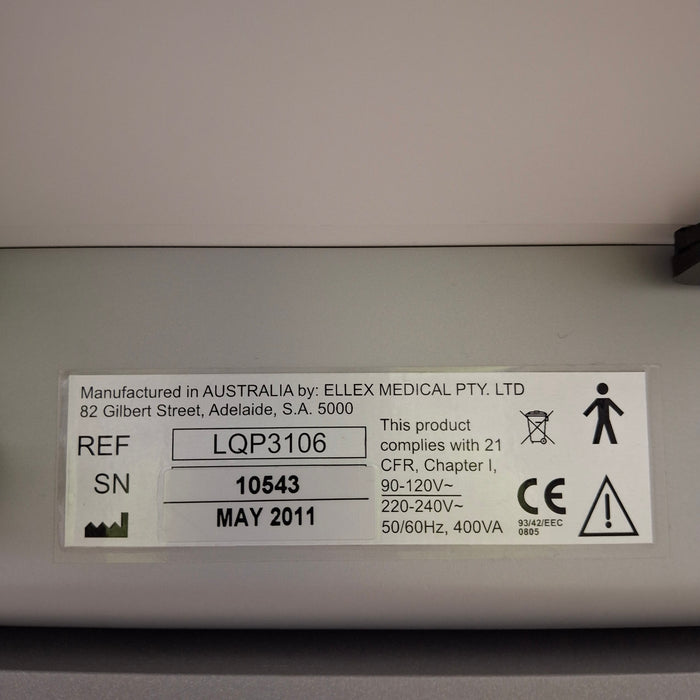 Manufactured in AUSTRALIA by: ELLEX MEDICAL PTY. LTD
82 Gilbert Street, Adelaide, S.A. 5000
REF LQP3106
SN 10543
MAY 2011
This product
complies with 21
CFR, Chapter I,
90-120V~
220-240V~
50/60Hz, 400VA
CE
93/42/EEC
0805